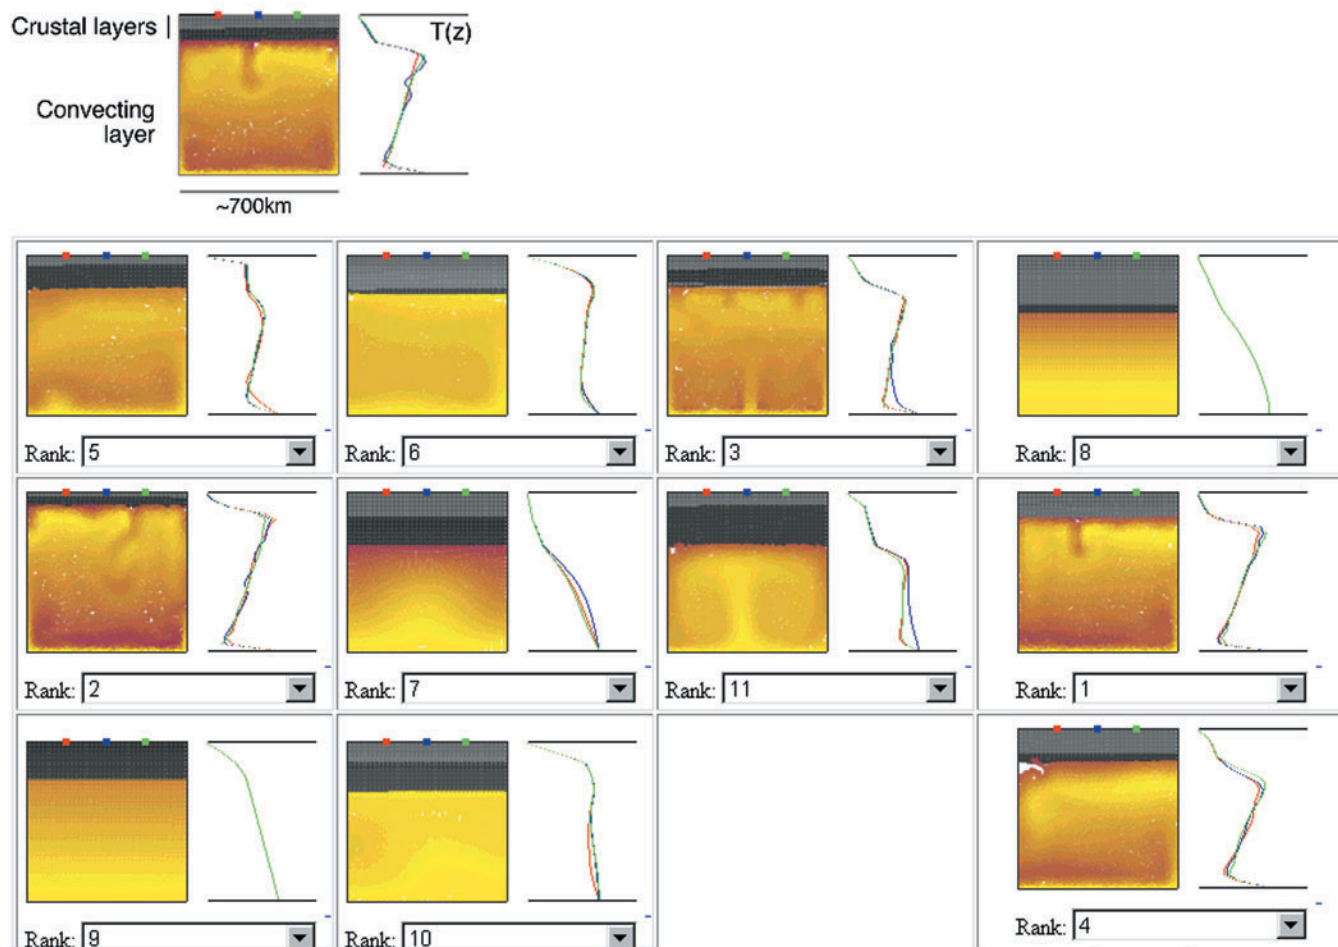 Crustal layers
T(z)
Convecting
layer
~700km
Rank: 5
Rank: 6
Rank: 3
Rank: 8
Rank: 2
Rank: 7
Rank: 11
Rank: 1
Rank: 9
Rank: 10
Rank: 4